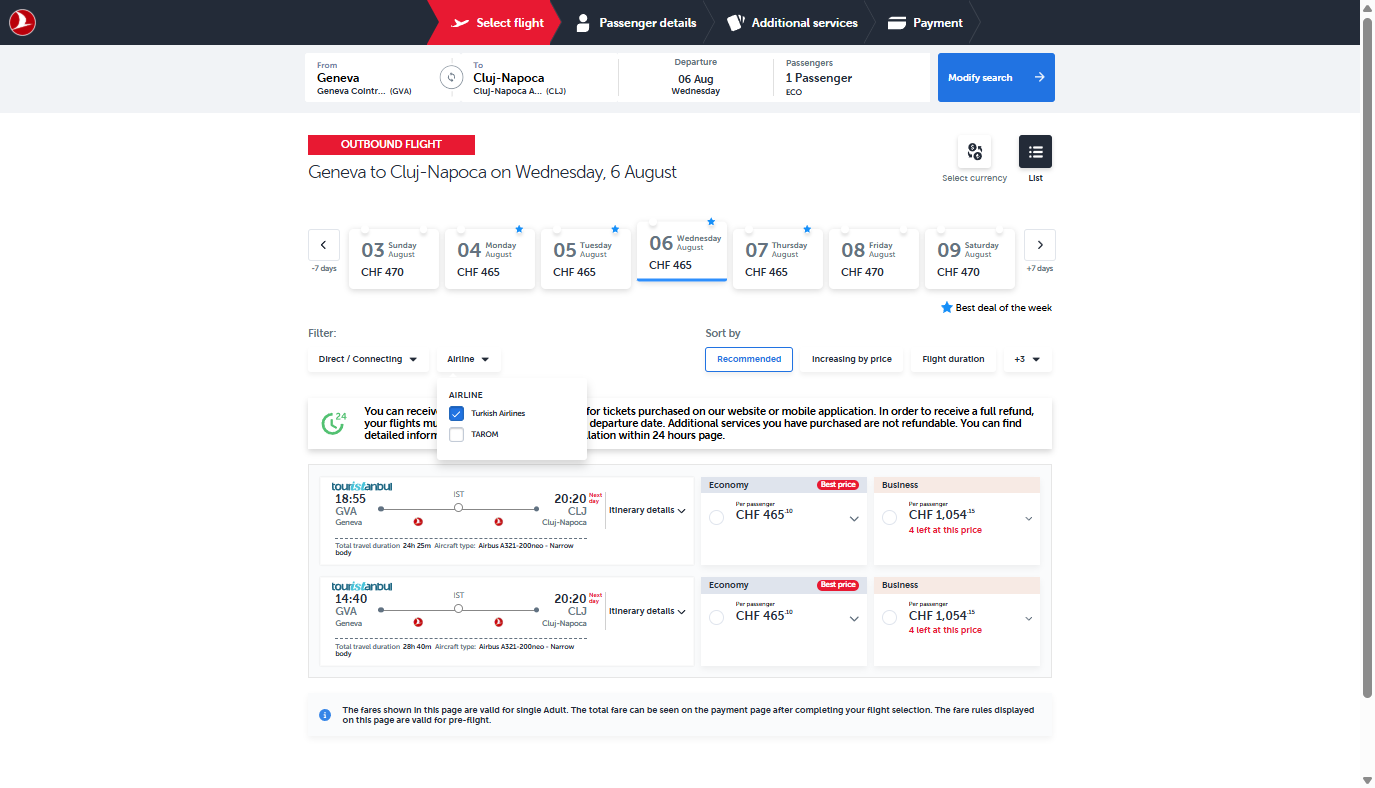 Select flight
Passenger details
Additional services
Payment
From
Geneva
Geneva Cointr... (GVA)
To
Cluj-Napoca
Cluj-Napoca A... (CLJ)
Departure
06 Aug
Wednesday
Passengers
1 Passenger
ECO
Modify search
OUTBOUND FLIGHT
Geneva to Cluj-Napoca on Wednesday, 6 August
Select currency
List
-7 days
03 Sunday August
CHF 470
04 Monday August
CHF 465
05 Tuesday August
CHF 465
06 Wednesday August
CHF 465
07 Thursday August
CHF 465
08 Friday August
CHF 470
09 Saturday August
CHF 470
+7 days
Best deal of the week
Filter:
Sort by
Direct / Connecting
Airline
Recommended
Increasing by price
Flight duration
+3
AIRLINE
Turkish Airlines
TAROM
24
You can receiv for tickets purchased on our website or mobile application. In order to receive a full refund,
your flights mu departure date. Additional services you have purchased are not refundable. You can find
detailed inform lation within 24 hours page.
touristanbul
18:55
GVA
Geneva
IST
20:20 Next day
CLJ
Cluj-Napoca
Itinerary details
Total travel duration 24h 25m Aircraft type: Airbus A321-200neo - Narrow
body
Economy
Best price
Per passenger
CHF 465.10
Business
Per passenger
CHF 1,054.15
4 left at this price
touristanbul
14:40
GVA
Geneva
IST
20:20 Next day
CLJ
Cluj-Napoca
Itinerary details
Total travel duration 28h 40m Aircraft type: Airbus A321-200neo - Narrow
body
Economy
Best price
Per passenger
CHF 465.10
Business
Per passenger
CHF 1,054.15
4 left at this price
The fares shown in this page are valid for single Adult. The total fare can be seen on the payment page after completing your flight selection. The fare rules displayed
on this page are valid for pre-flight.